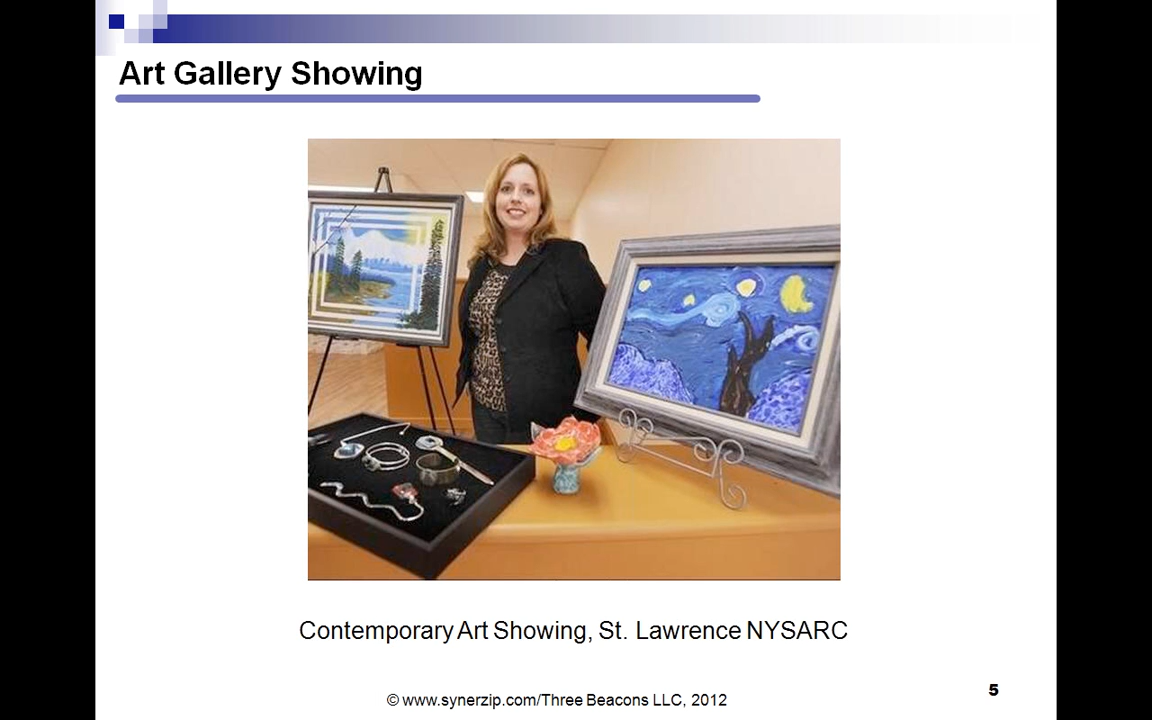 Art Gallery Showing
Contemporary Art Showing, St. Lawrence NYSARC
© www.synerzip.com/Three Beacons LLC, 2012
5